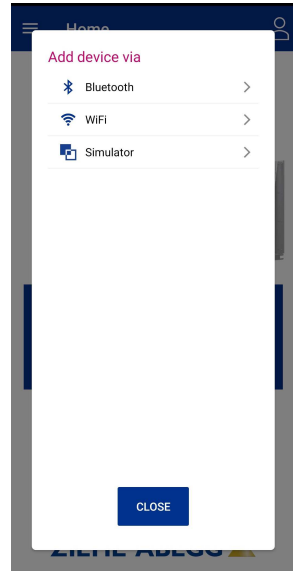 Home
Add device via
Bluetooth
WiFi
Simulator
CLOSE
ZIEHL-ABEGG